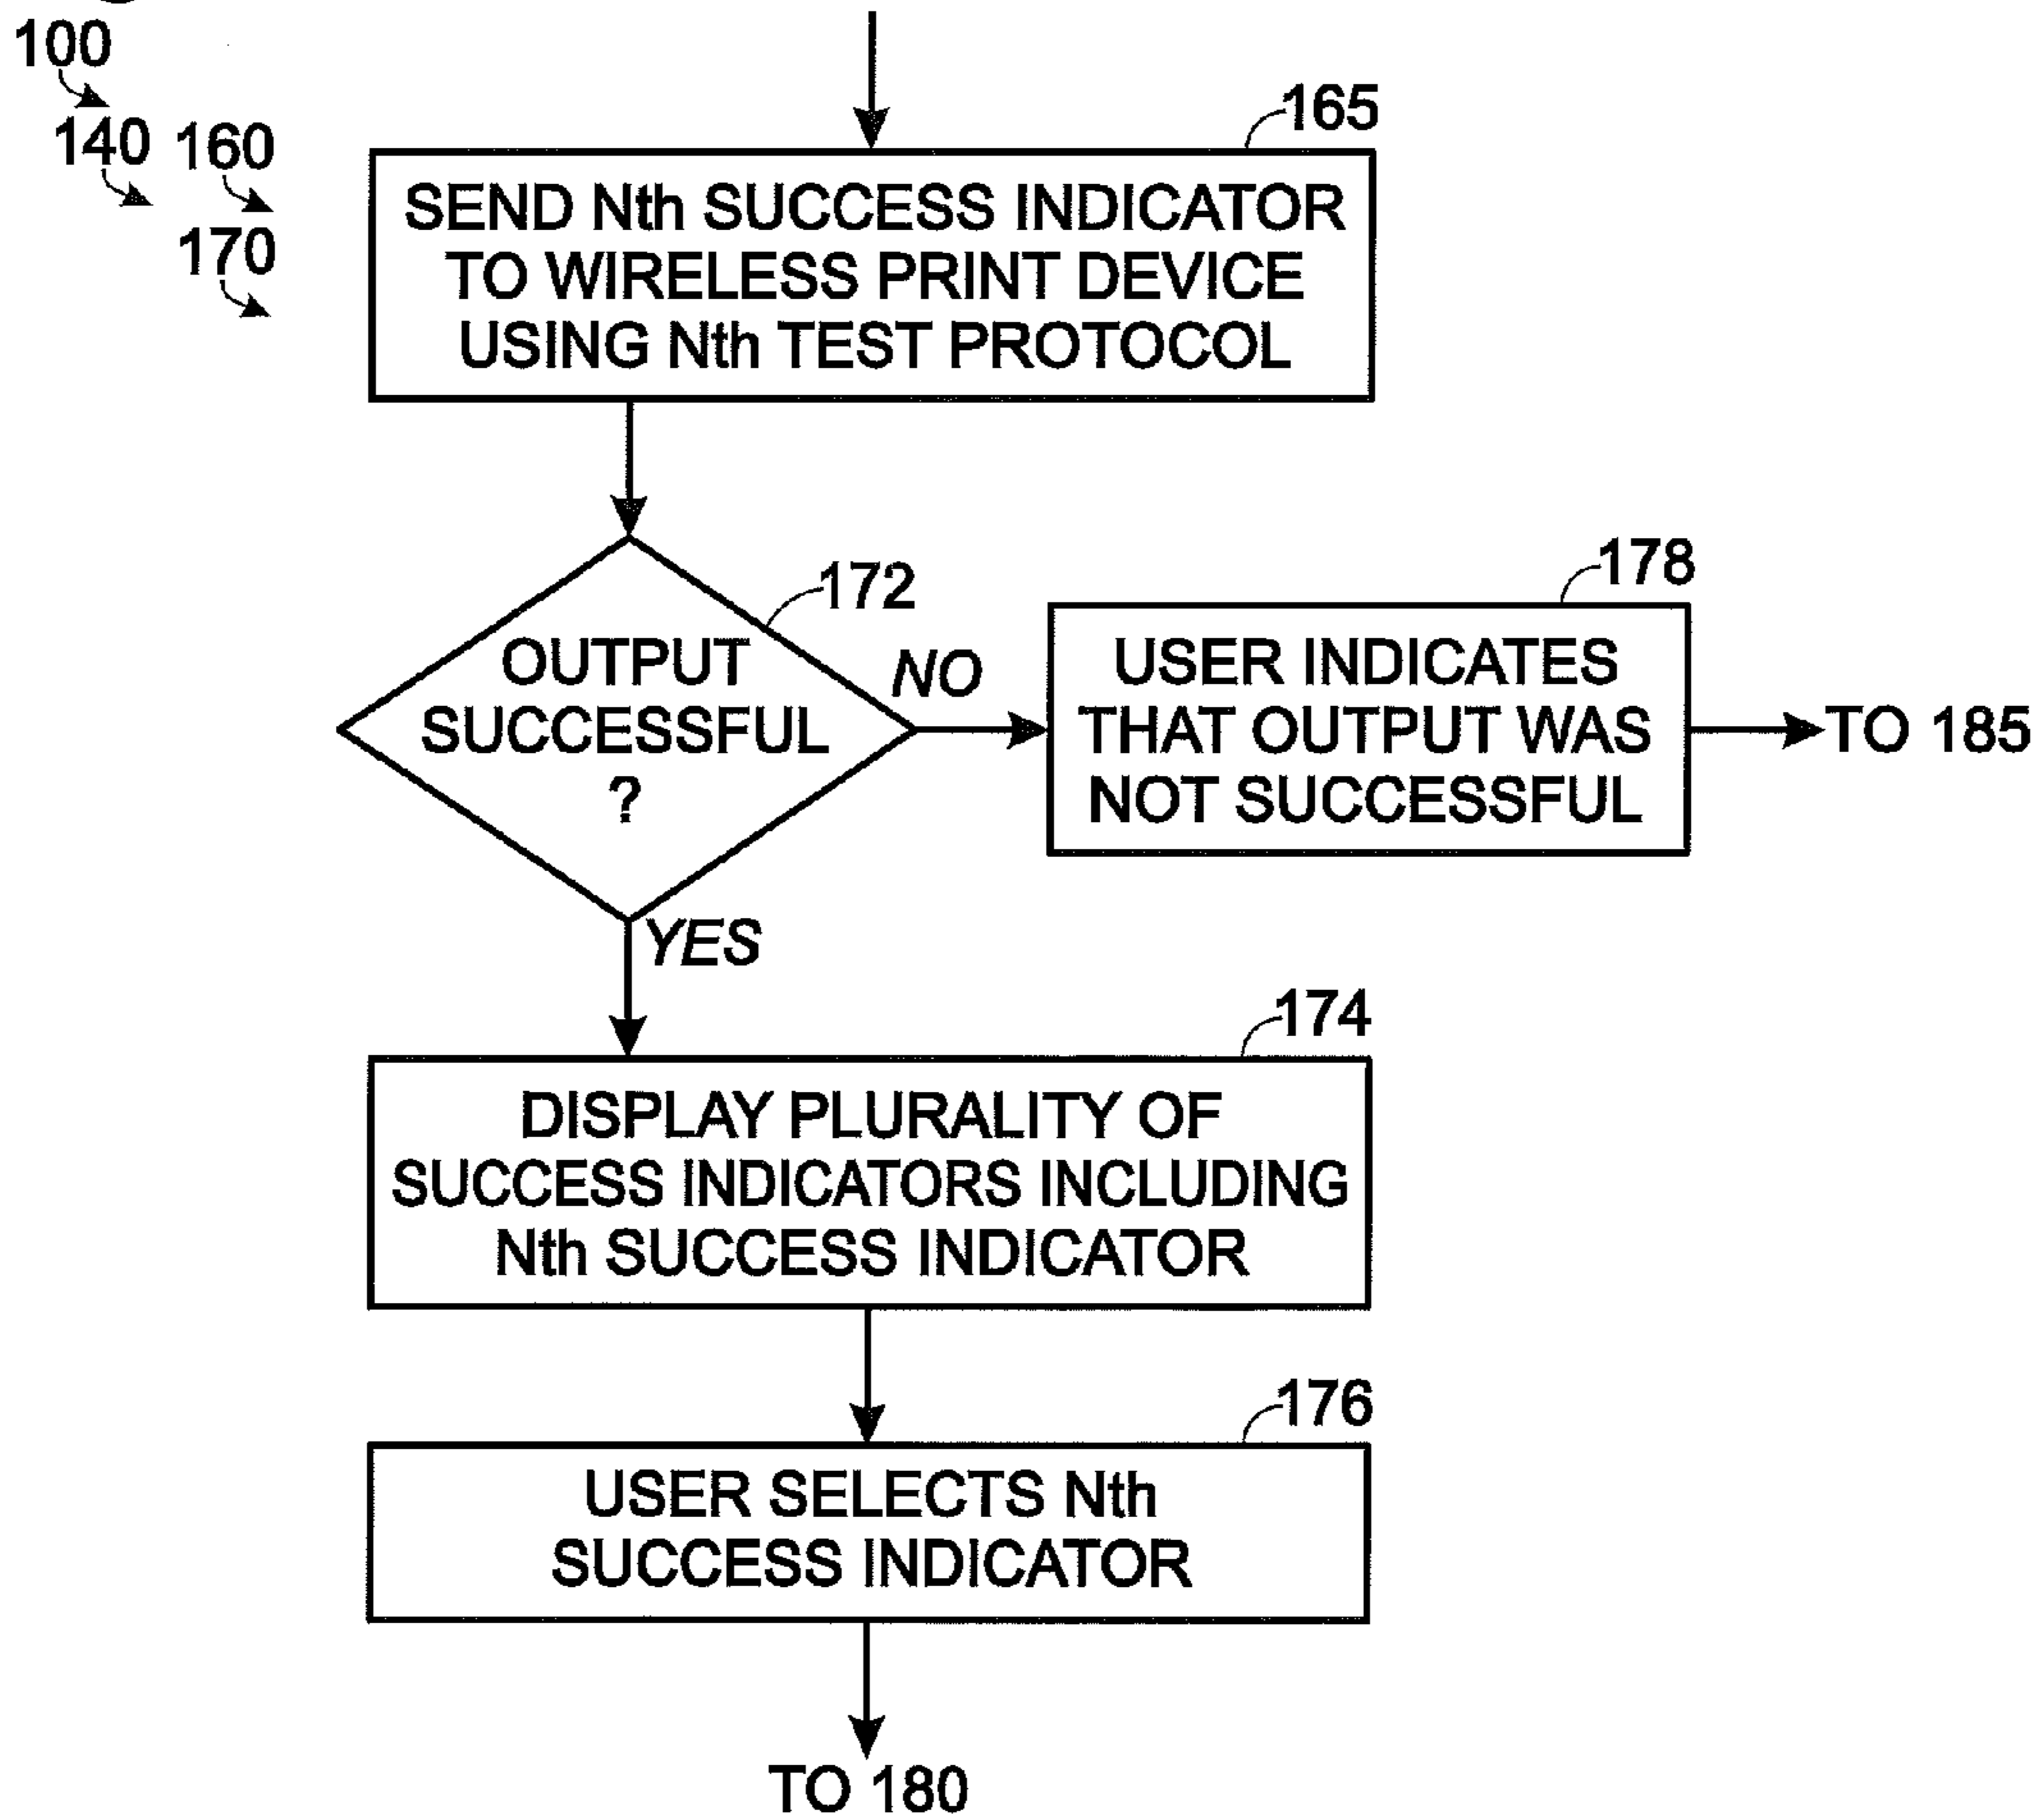 100
140 160
170
165
SEND Nth SUCCESS INDICATOR
TO WIRELESS PRINT DEVICE
USING Nth TEST PROTOCOL
172
OUTPUT
SUCCESSFUL
?
NO
178
USER INDICATES
THAT OUTPUT WAS
NOT SUCCESSFUL
TO 185
YES
174
DISPLAY PLURALITY OF
SUCCESS INDICATORS INCLUDING
Nth SUCCESS INDICATOR
176
USER SELECTS Nth
SUCCESS INDICATOR
TO 180